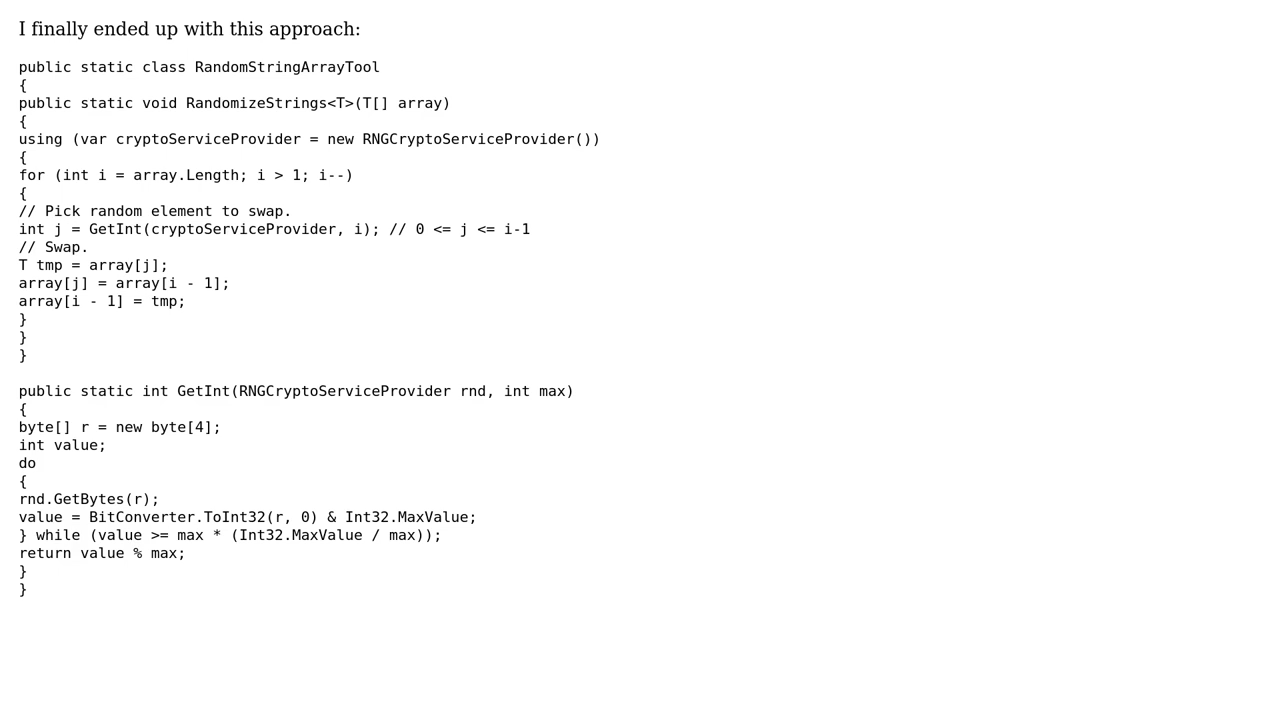 I finally ended up with this approach:
public static class RandomStringArrayTool
{
public static void RandomizeStrings<T>(T[] array)
{
using (var cryptoServiceProvider = new RNGCryptoServiceProvider())
{
for (int i = array.Length; i > 1; i--)
{
// Pick random element to swap.
int j = GetInt(cryptoServiceProvider, i); // 0 <= j <= i-1
// Swap.
T tmp = array[j];
array[j] = array[i - 1];
array[i - 1] = tmp;
}
}
}
public static int GetInt(RNGCryptoServiceProvider rnd, int max)
{
byte[] r = new byte[4];
int value;
do
{
rnd.GetBytes(r);
value = BitConverter.ToInt32(r, 0) & Int32.MaxValue;
} while (value >= max * (Int32.MaxValue / max));
return value % max;
}
}